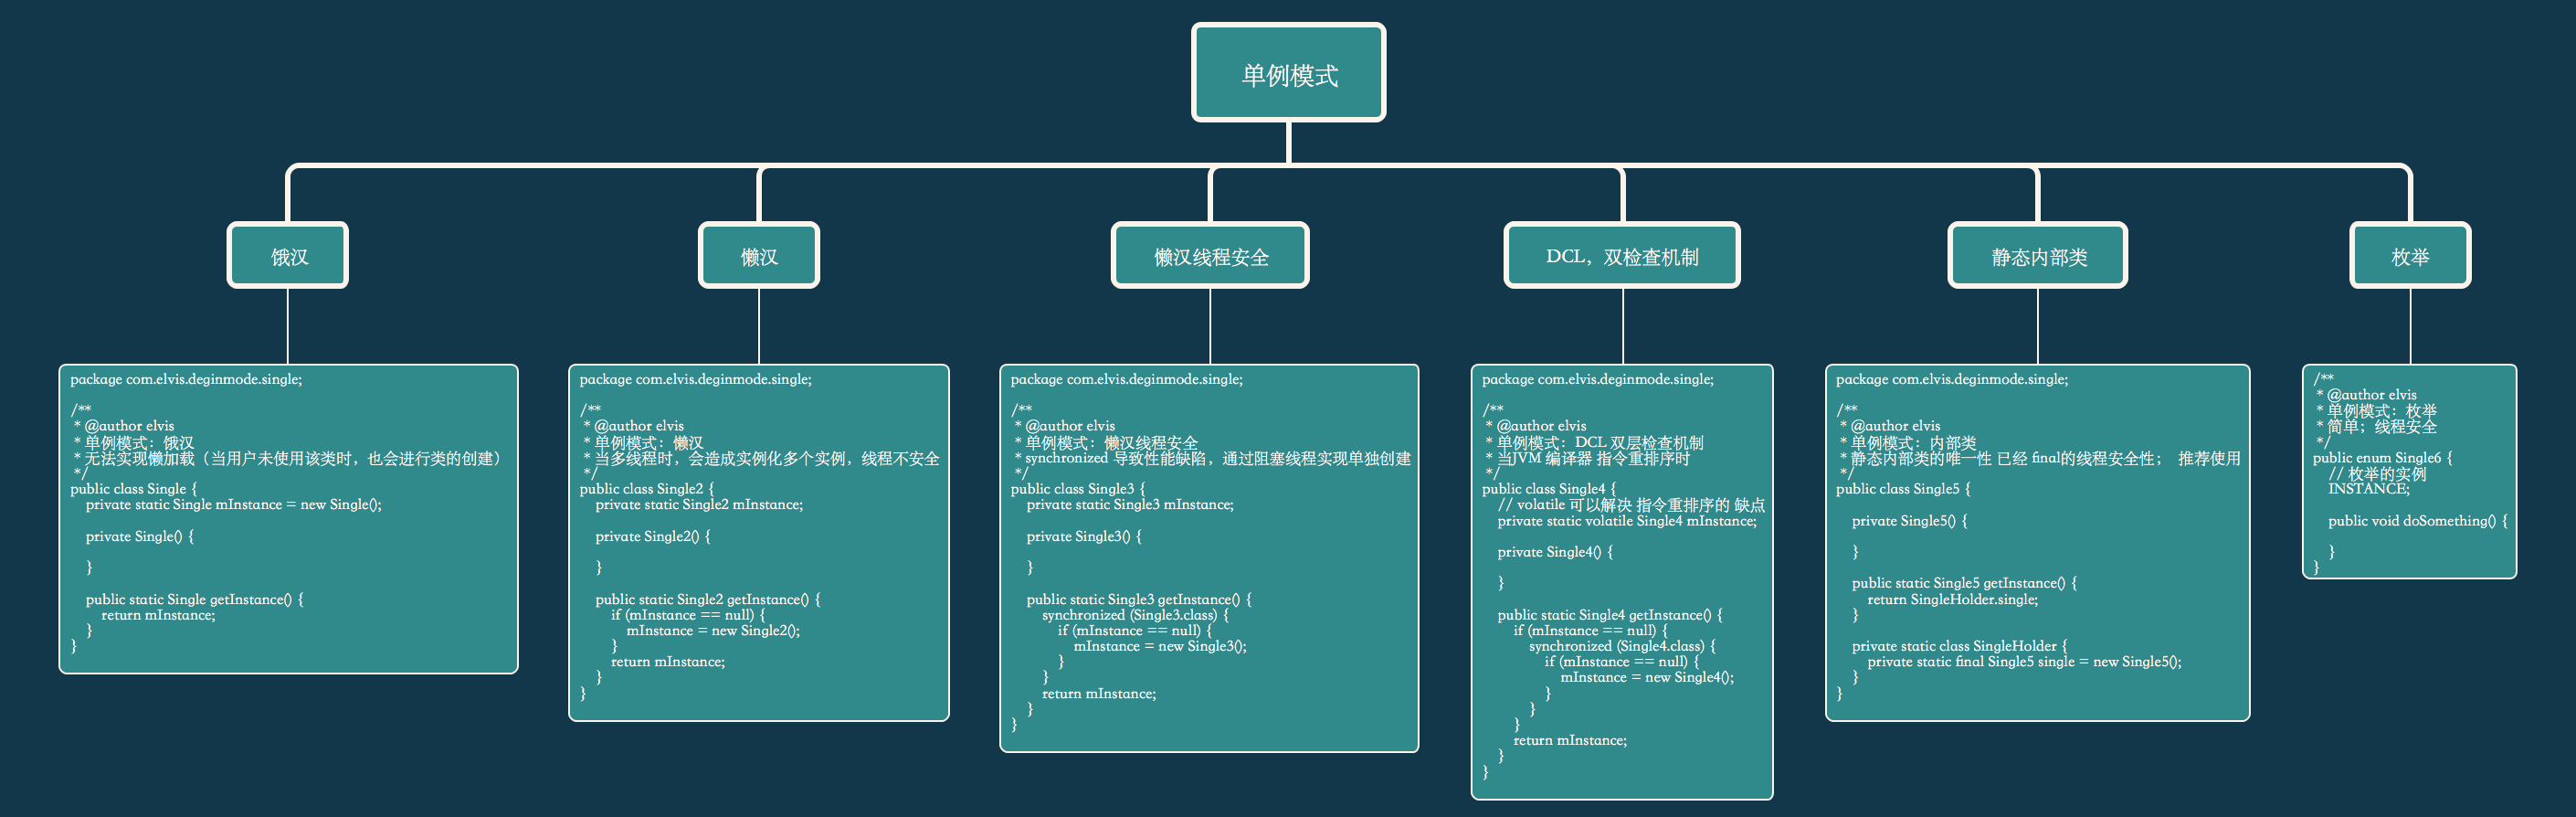 单例模式
饿汉
package com.elvis.deginmode.single;
/**
* @author elvis
* 单例模式：饿汉
* 无法实现懒加载（当用户未使用该类时，也会进行类的创建）
*/
public class Single {
private static Single mInstance = new Single();
private Single() {
}
public static Single getInstance() {
return mInstance;
}
}
懒汉
package com.elvis.deginmode.single;
/**
* @author elvis
* 单例模式：懒汉
* 当多线程时，会造成实例化多个实例，线程不安全
*/
public class Single2 {
private static Single2 mInstance;
private Single2() {
}
public static Single2 getInstance() {
if (mInstance == null) {
mInstance = new Single2();
}
return mInstance;
}
}
懒汉线程安全
package com.elvis.deginmode.single;
/**
* @author elvis
* 单例模式：懒汉线程安全
* synchronized 导致性能缺陷，通过阻塞线程实现单独创建
*/
public class Single3 {
private static Single3 mInstance;
private Single3() {
}
public static Single3 getInstance() {
synchronized (Single3.class) {
if (mInstance == null) {
mInstance = new Single3();
}
}
return mInstance;
}
}
DCL，双检查机制
package com.elvis.deginmode.single;
/**
* @author elvis
* 单例模式：DCL 双层检查机制
* 当JVM 编译器 指令重排序时
*/
public class Single4 {
// volatile 可以解决 指令重排序的 缺点
private static volatile Single4 mInstance;
private Single4() {
}
public static Single4 getInstance() {
if (mInstance == null) {
synchronized (Single4.class) {
if (mInstance == null) {
mInstance = new Single4();
}
}
}
return mInstance;
}
}
静态内部类
package com.elvis.deginmode.single;
/**
* @author elvis
* 单例模式：内部类
* 静态内部类的唯一性 已经 final的线程安全性； 推荐使用
*/
public class Single5 {
private Single5() {
}
public static Single5 getInstance() {
return SingleHolder.single;
}
private static class SingleHolder {
private static final Single5 single = new Single5();
}
}
枚举
/**
* @author elvis
* 单例模式：枚举
* 简单；线程安全
*/
public enum Single6 {
// 枚举的实例
INSTANCE;
public void doSomething() {
}
}